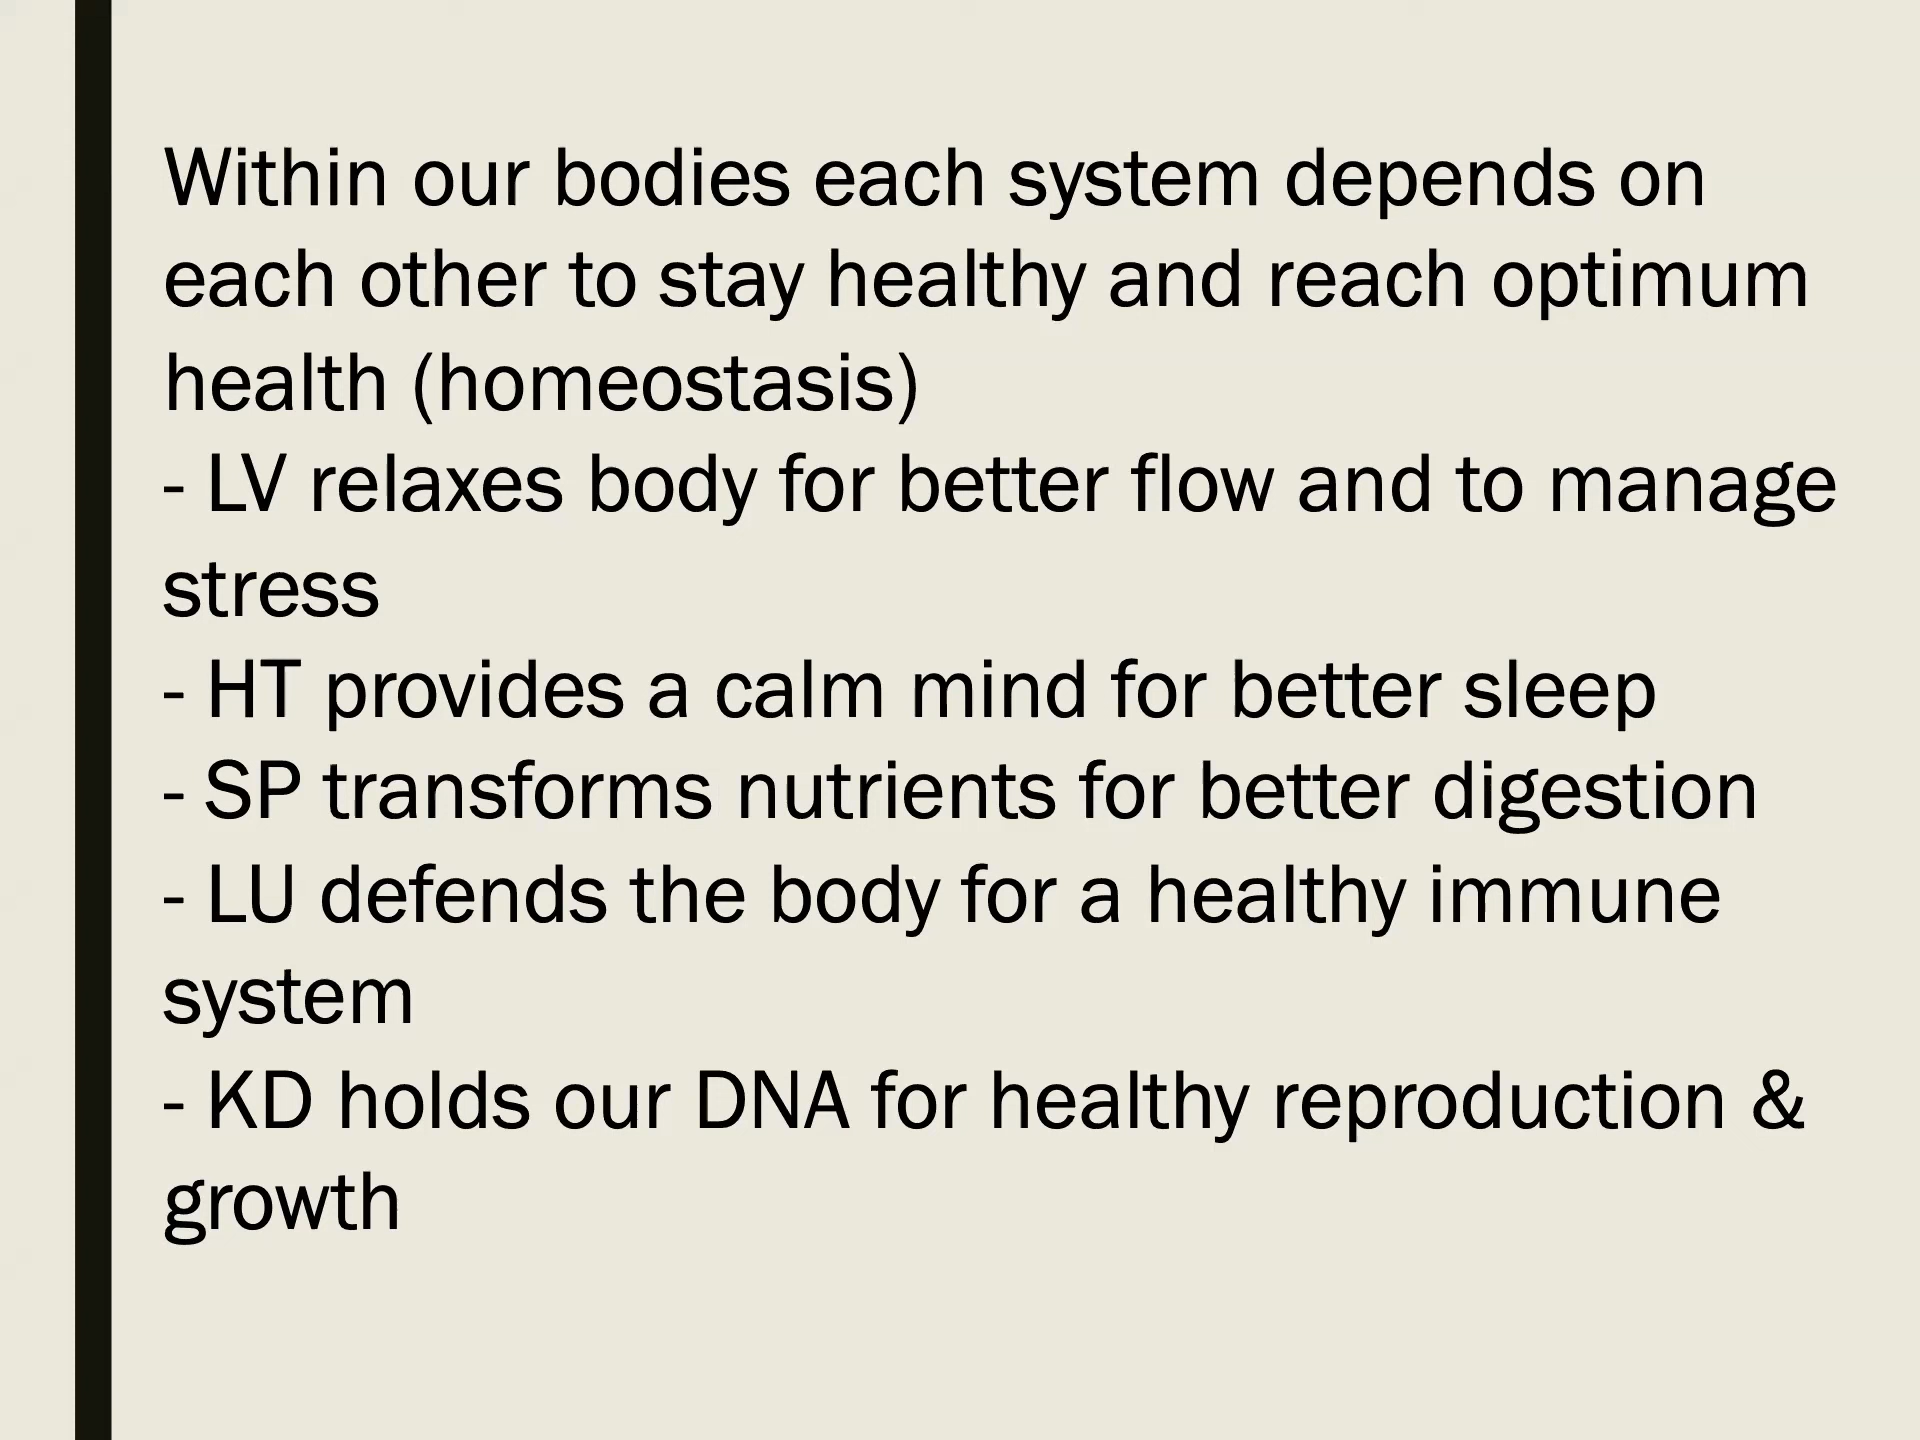 Within our bodies each system depends on
each other to stay healthy and reach optimum
health (homeostasis)
- LV relaxes body for better flow and to manage
stress
- HT provides a calm mind for better sleep
- SP transforms nutrients for better digestion
- LU defends the body for a healthy immune
system
- KD holds our DNA for healthy reproduction &
growth